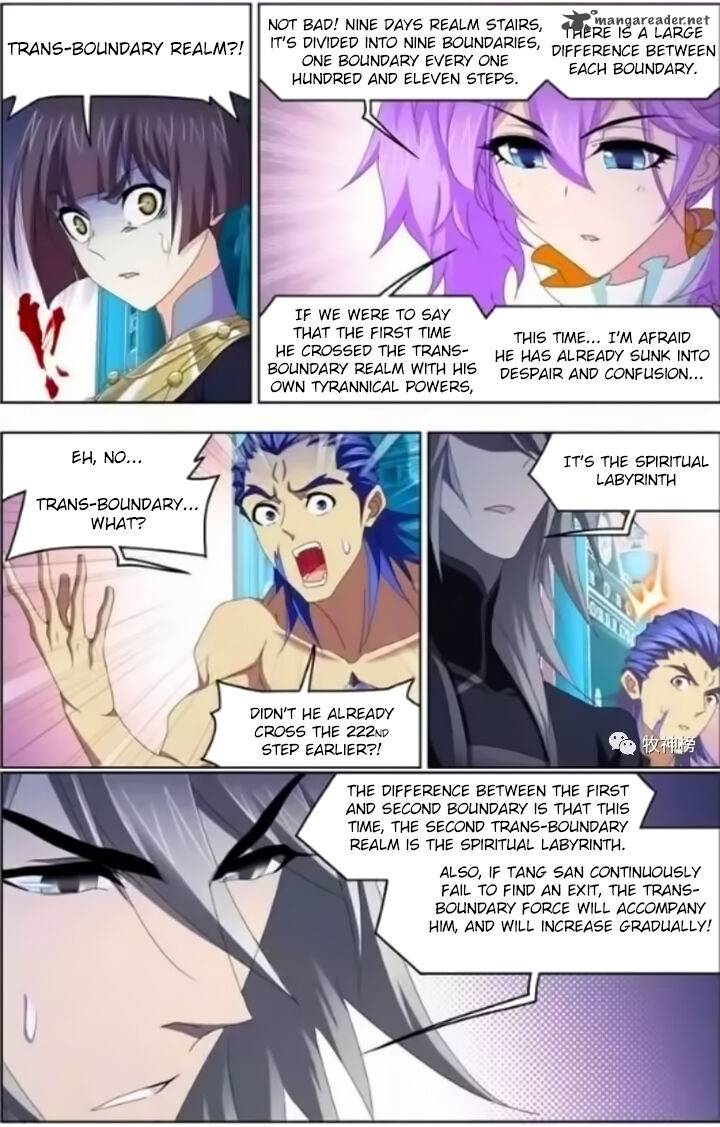 mangareader.net
TRANS-BOUNDARY REALM?!
NOT BAD! NINE DAYS REALM STAIRS,
IT'S DIVIDED INTO NINE BOUNDARIES,
ONE BOUNDARY EVERY ONE
HUNDRED AND ELEVEN STEPS.
THERE IS A LARGE
DIFFERENCE BETWEEN
EACH BOUNDARY.
IF WE WERE TO SAY
THAT THE FIRST TIME
HE CROSSED THE TRANS-
BOUNDARY REALM WITH HIS
OWN TYRANNICAL POWERS,
THIS TIME... I'M AFRAID
HE HAS ALREADY SUNK INTO
DESPAIR AND CONFUSION...
EH, NO...
TRANS-BOUNDARY...
WHAT?
DIDN'T HE ALREADY
CROSS THE 222ND
STEP EARLIER?!
IT'S THE SPIRITUAL
LABYRINTH
牧神榜
THE DIFFERENCE BETWEEN THE FIRST
AND SECOND BOUNDARY IS THAT THIS
TIME, THE SECOND TRANS-BOUNDARY
REALM IS THE SPIRITUAL LABYRINTH.
ALSO, IF TANG SAN CONTINUOUSLY
FAIL TO FIND AN EXIT, THE TRANS-
BOUNDARY FORCE WILL ACCOMPANY
HIM, AND WILL INCREASE GRADUALLY!